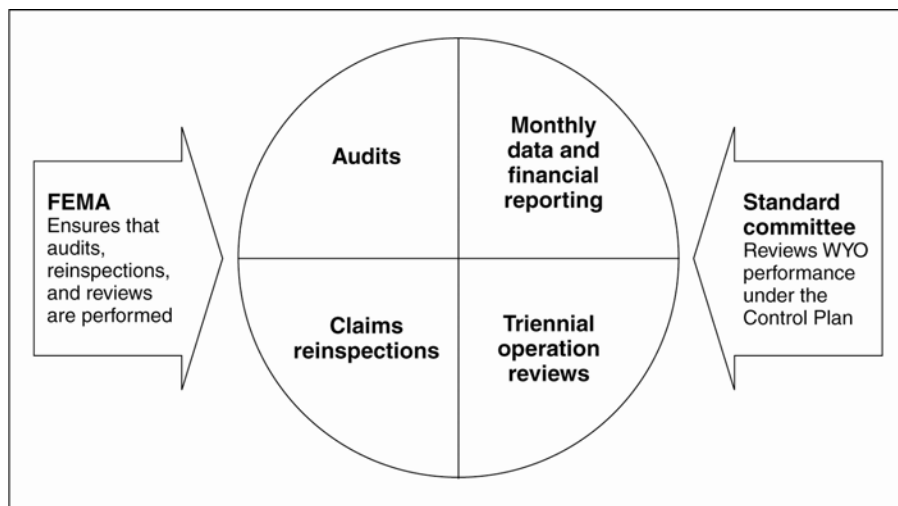 FEMA
Ensures that
audits,
reinspections,
and reviews
are performed
Audits
Monthly
data and
financial
reporting
Claims
reinspections
Triennial
operation
reviews
Standard
committee
Reviews WYO
performance
under the
Control Plan